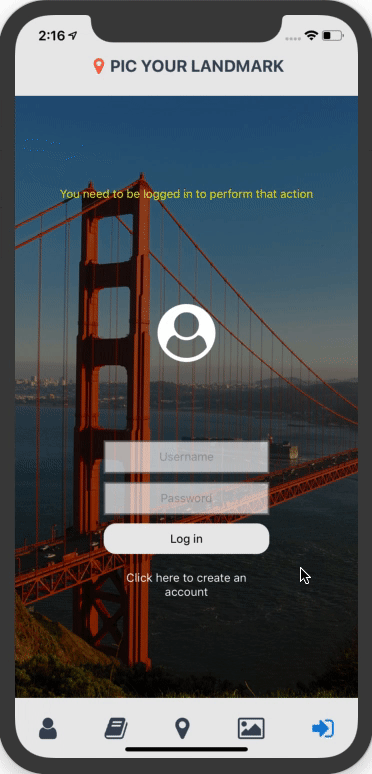 2:16
PIC YOUR LANDMARK
You need to be logged in to perform that action
Username
Password
Log in
Click here to create an
account